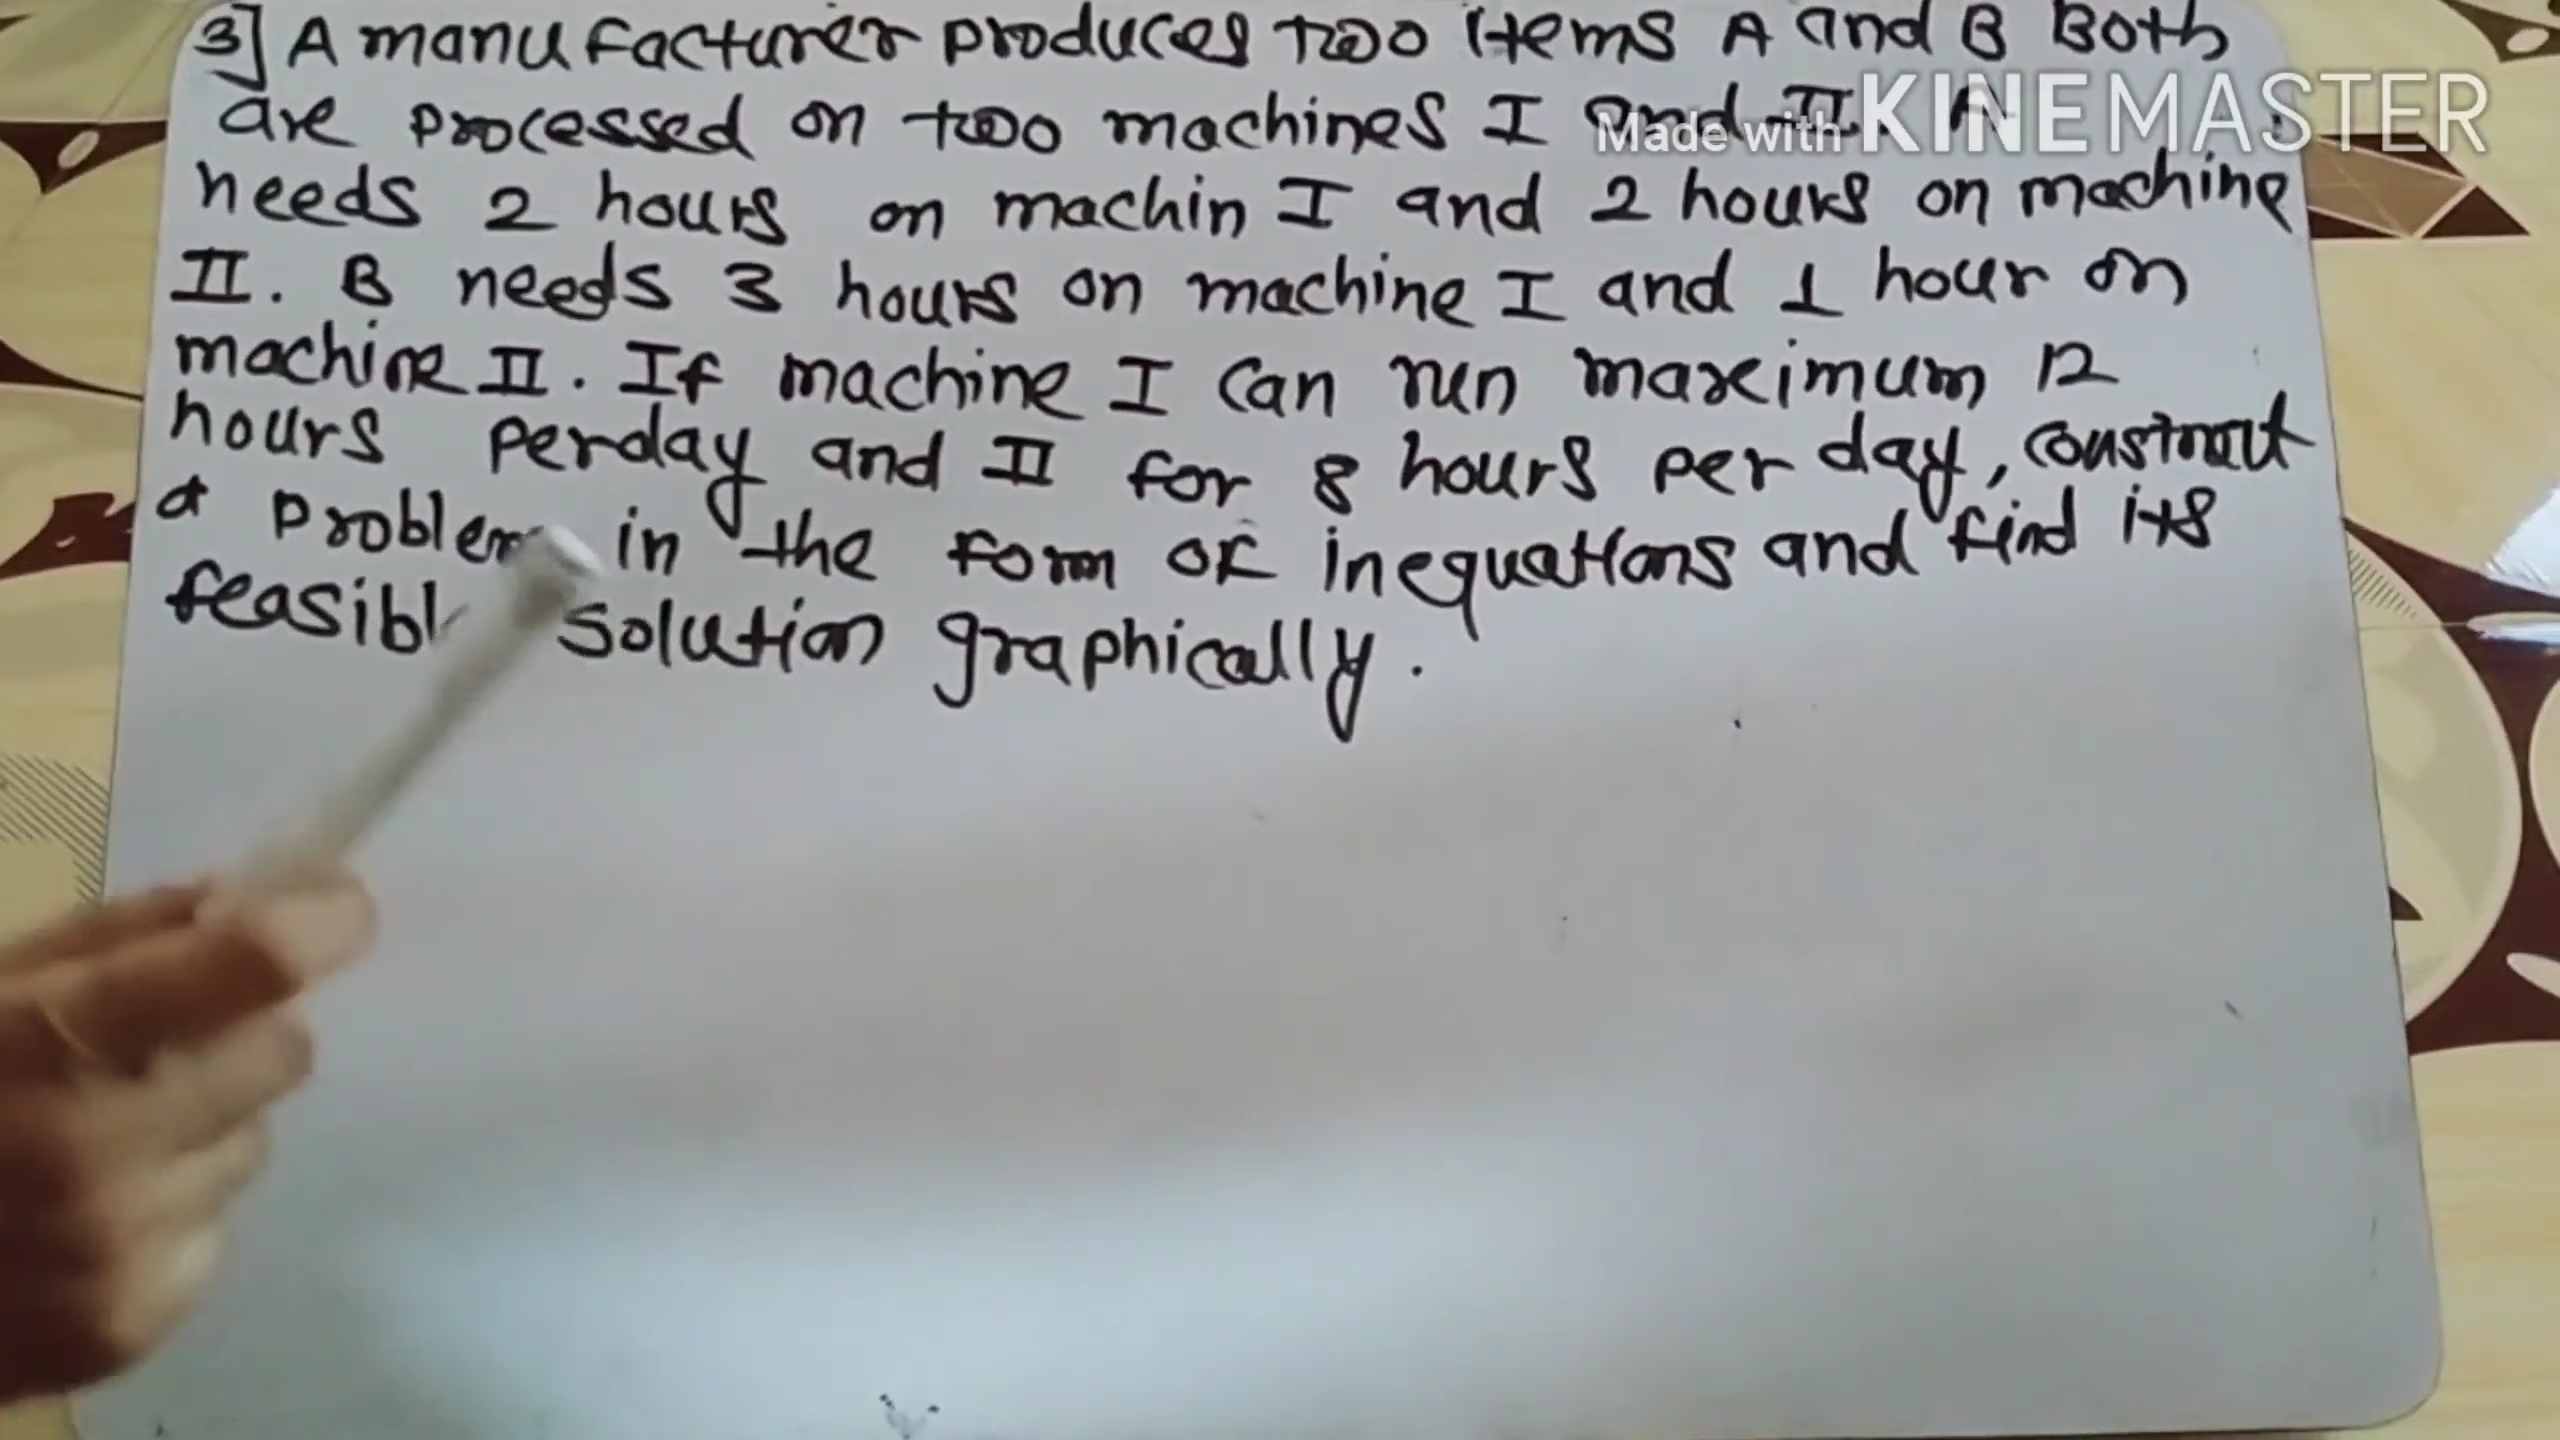 3] A manufacturer produces two items A and B Both
are processed on two machines I and II. A
Made with KINEMASTER
needs 2 hours on machin I and 2 hours on machine
II. B needs 3 hours on machine I and 1 hour on
machine II. If machine I can run maximum 12
hours perday and II for 8 hours per day, construct
a problem in the form of inequations and find its
feasible solution graphically.